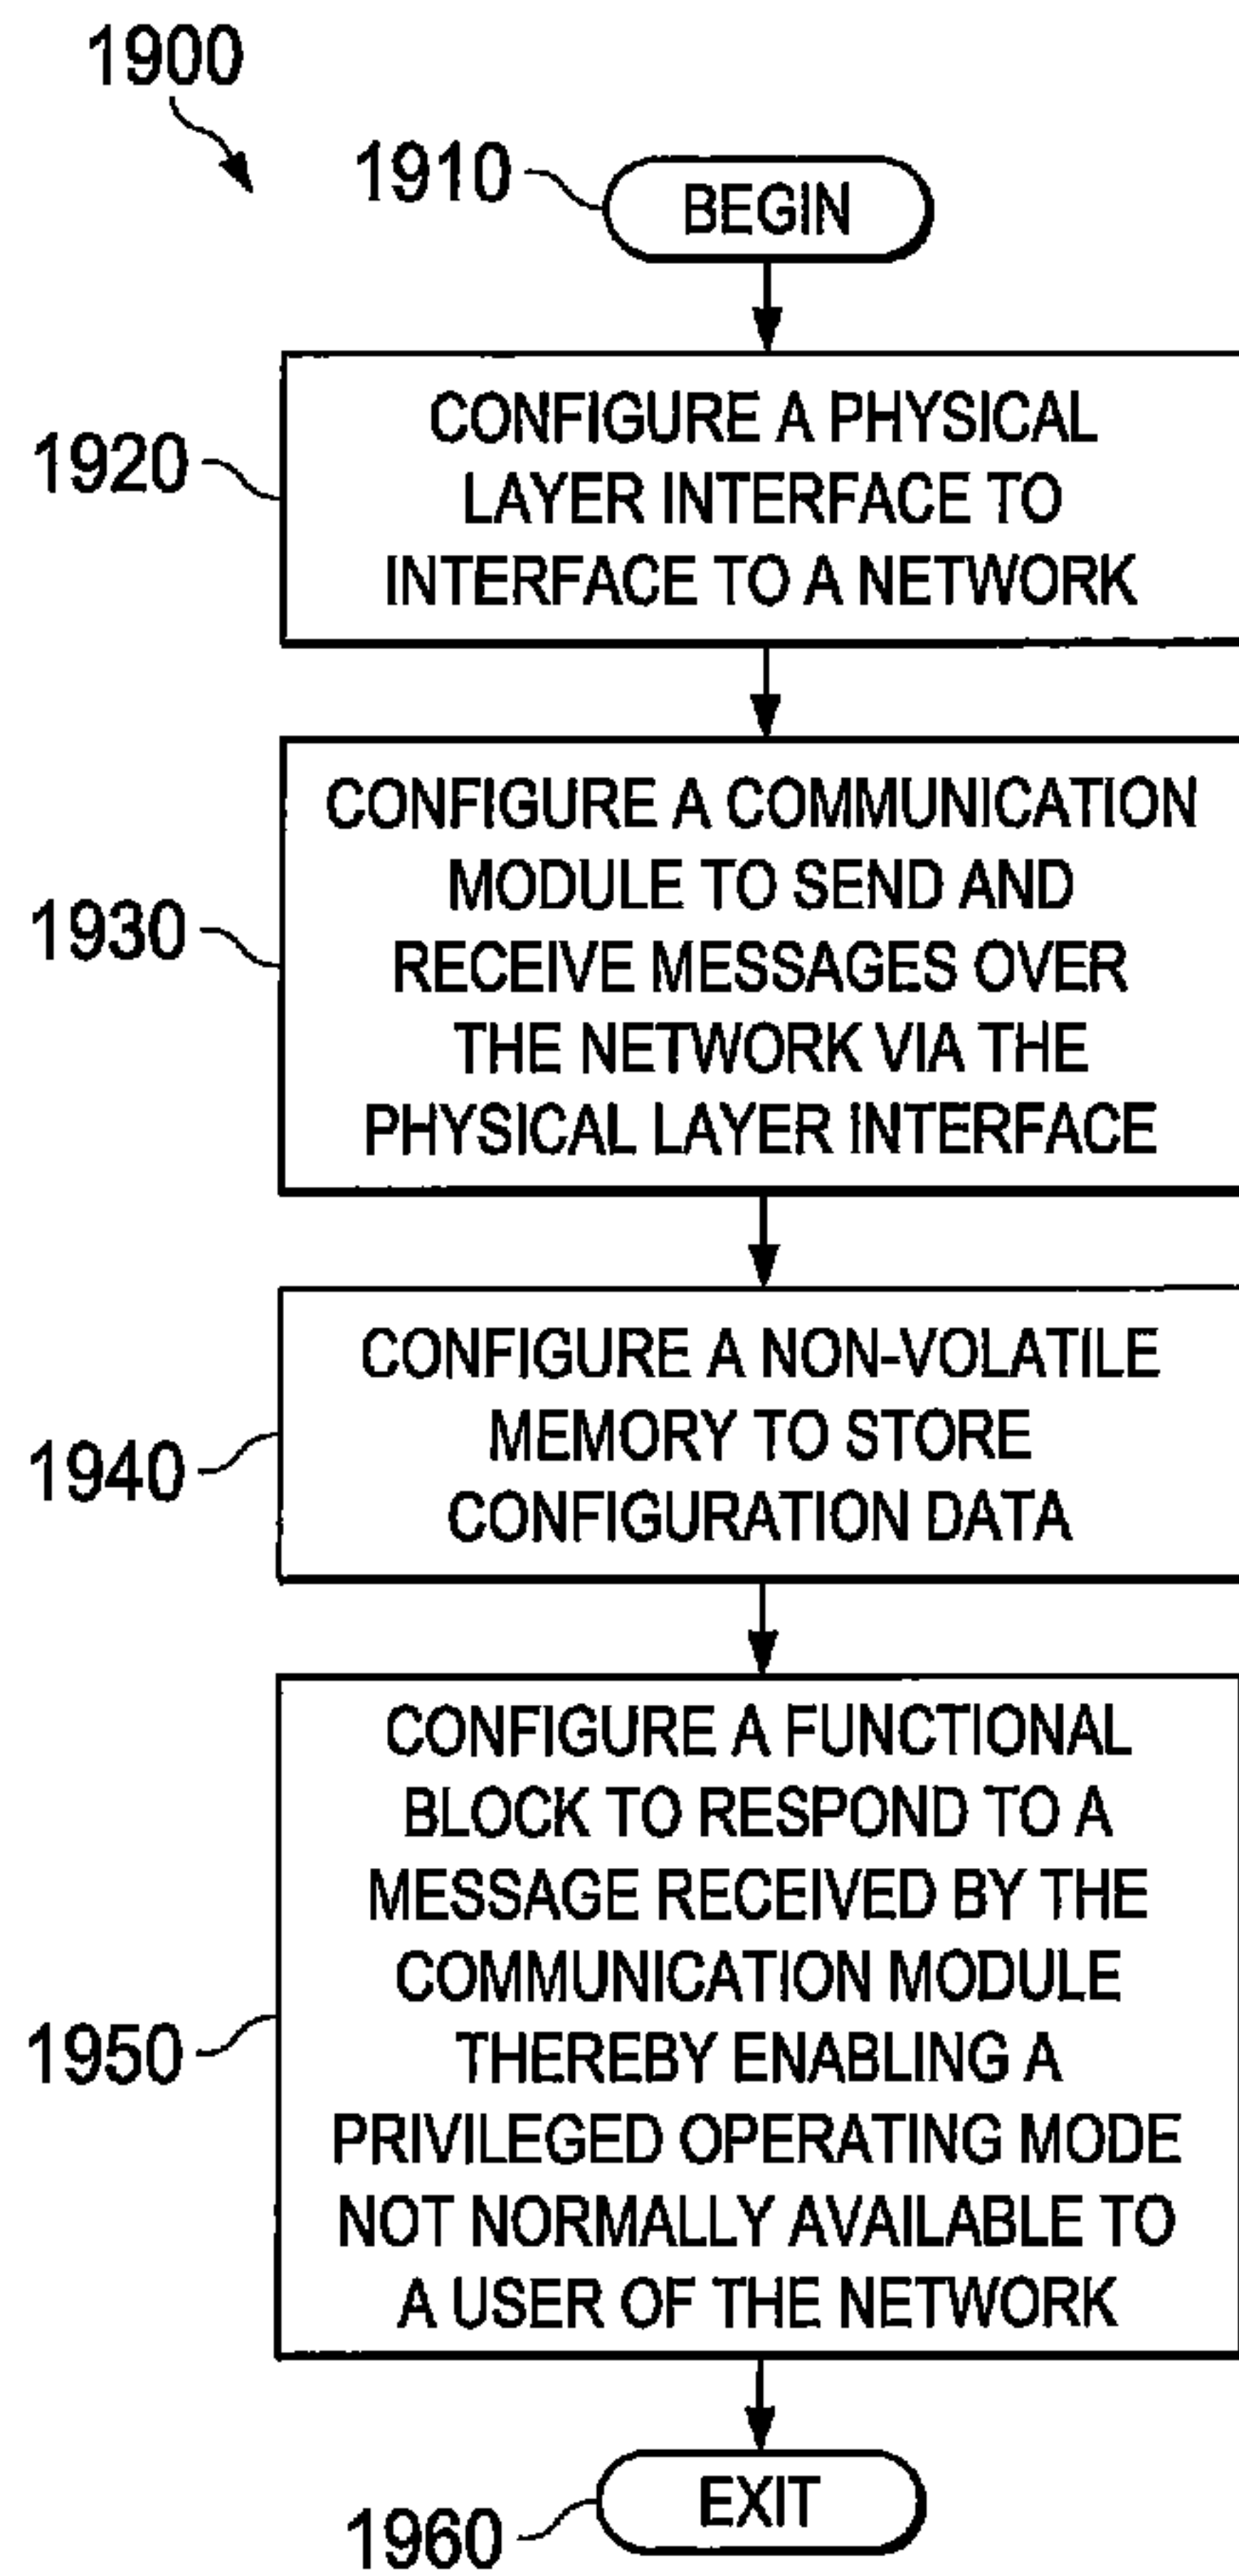 1900
1910
BEGIN
1920
CONFIGURE A PHYSICAL
LAYER INTERFACE TO
INTERFACE TO A NETWORK
1930
CONFIGURE A COMMUNICATION
MODULE TO SEND AND
RECEIVE MESSAGES OVER
THE NETWORK VIA THE
PHYSICAL LAYER INTERFACE
1940
CONFIGURE A NON-VOLATILE
MEMORY TO STORE
CONFIGURATION DATA
1950
CONFIGURE A FUNCTIONAL
BLOCK TO RESPOND TO A
MESSAGE RECEIVED BY THE
COMMUNICATION MODULE
THEREBY ENABLING A
PRIVILEGED OPERATING MODE
NOT NORMALLY AVAILABLE TO
A USER OF THE NETWORK
1960
EXIT